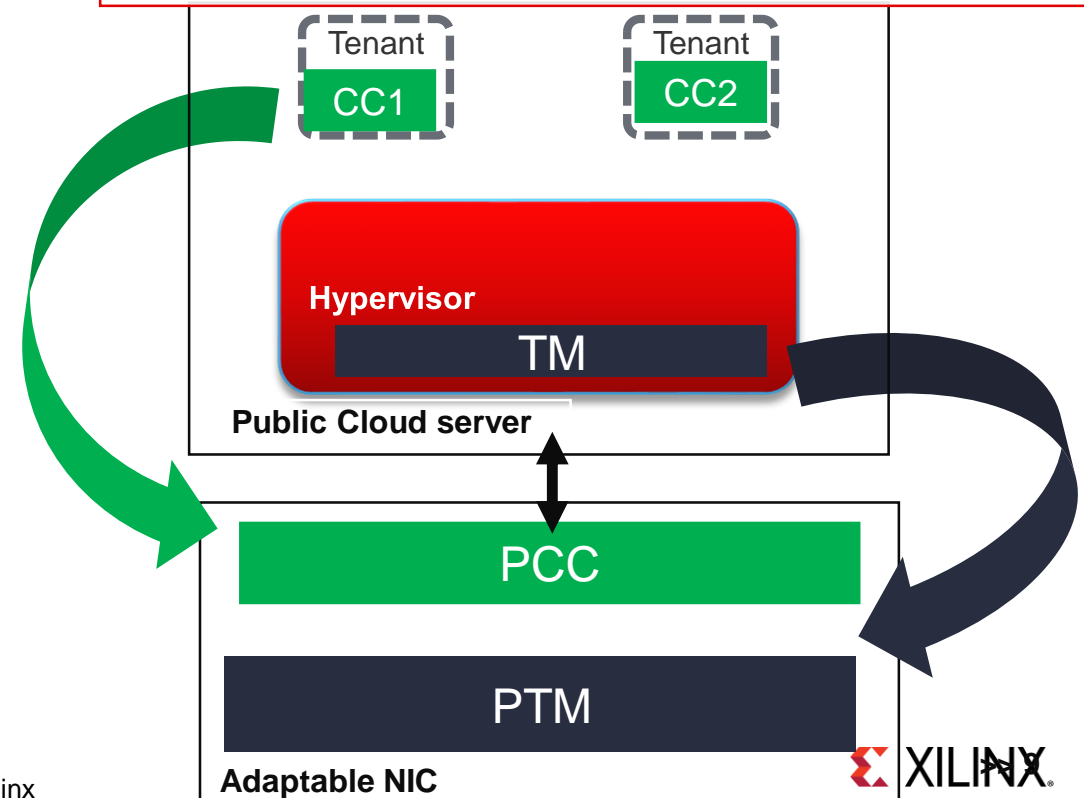 Tenant
Tenant
CC1
CC2
Hypervisor
TM
Public Cloud server
PCC
PTM
Adaptable NIC
XILINX
inx